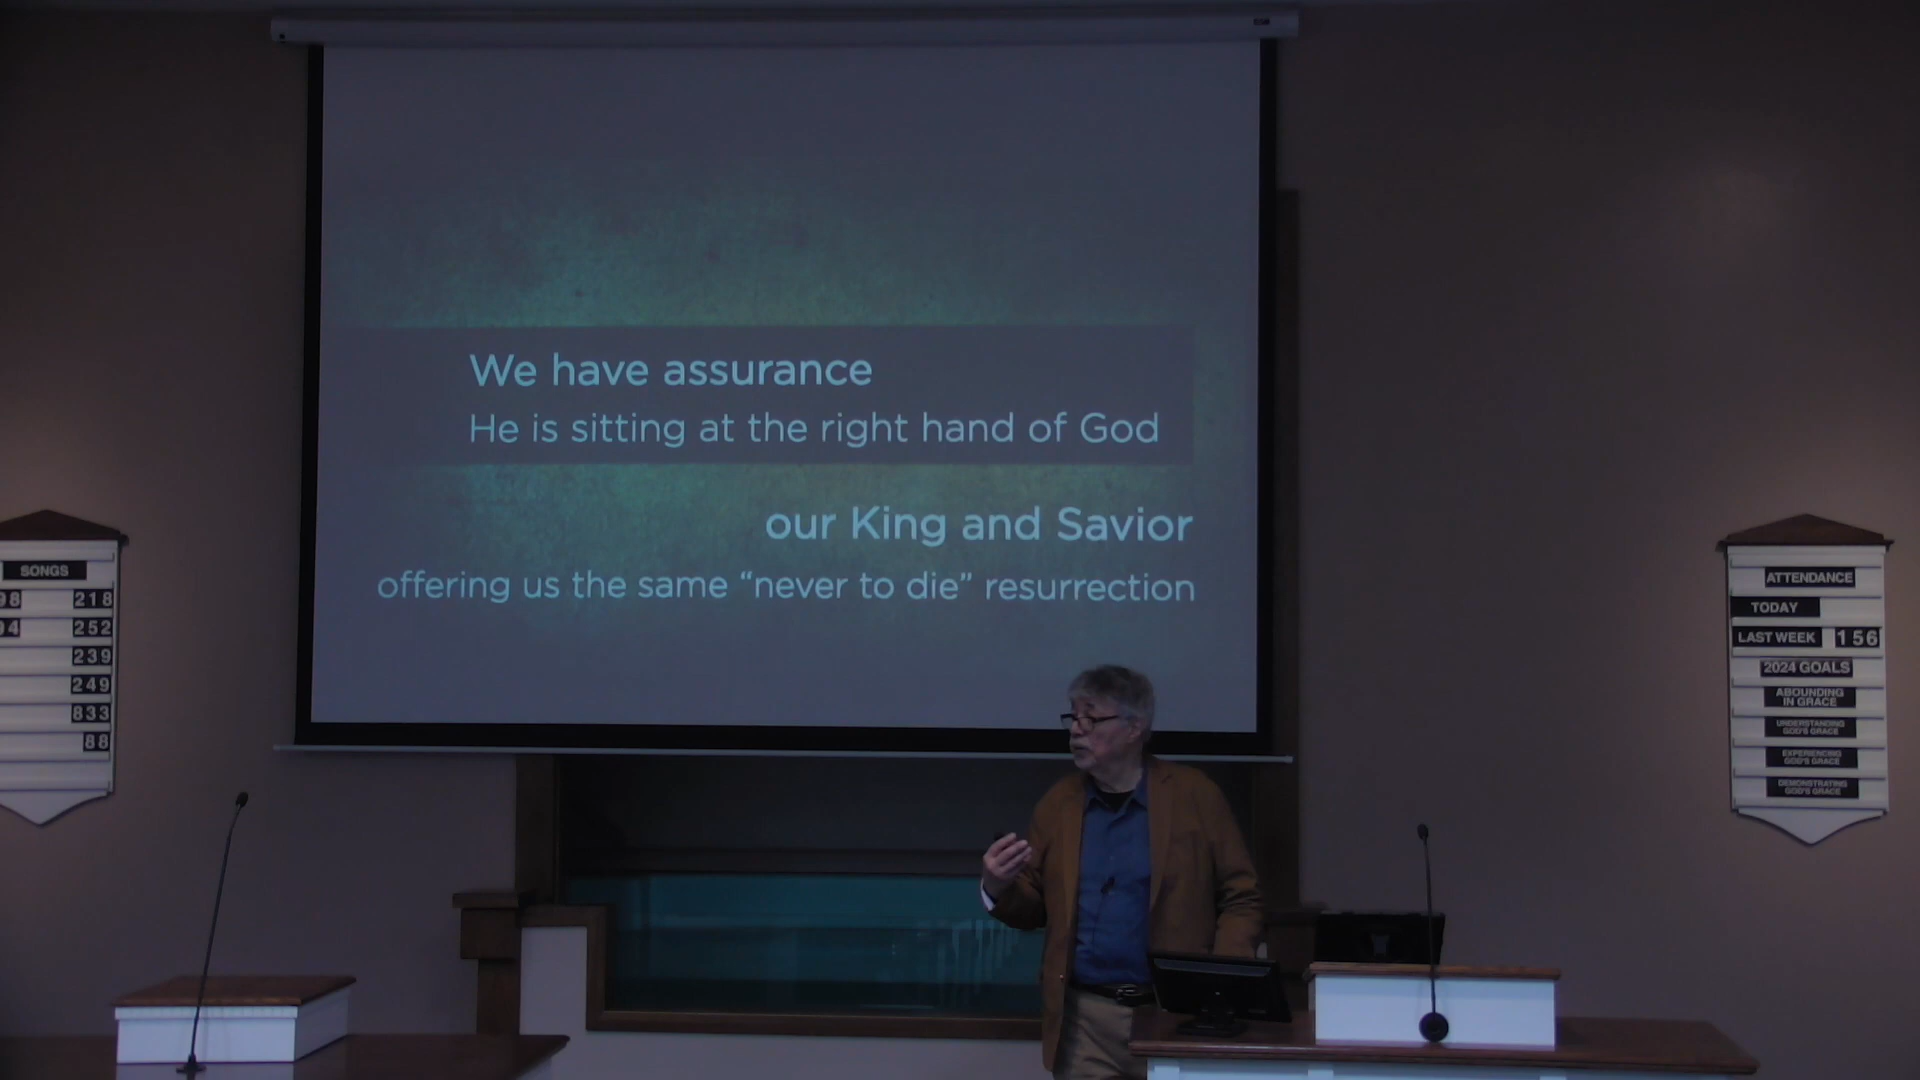 We have assurance
He is sitting at the right hand of God
our King and Savior
offering us the same “never to die” resurrection
SONGS
98 218
94 252
239
249
833
88
ATTENDANCE
TODAY
LAST WEEK 156
2024 GOALS
ABOUNDING
IN GRACE
UNDERSTANDING
GOD'S GRACE
EXPERIENCING
GOD'S GRACE
DEMONSTRATING
GOD'S GRACE